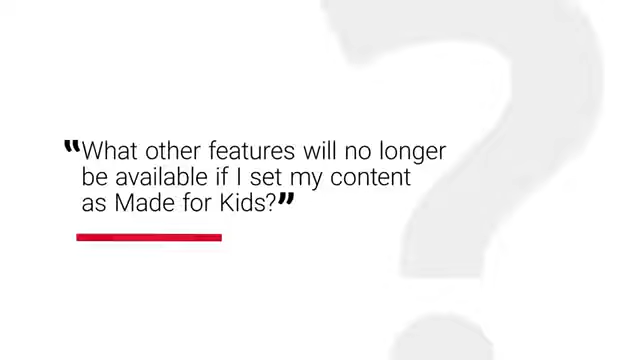 "What other features will no longer
be available if I set my content
as Made for Kids?"